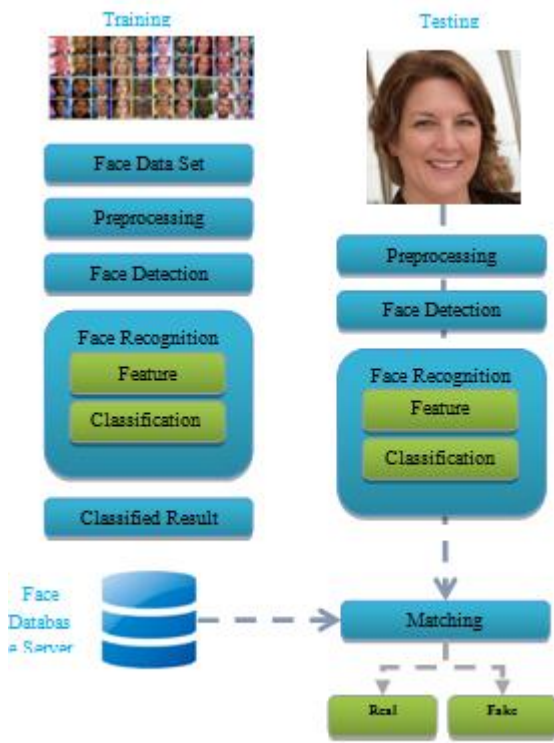 Training
Face Data Set
Preprocessing
Face Detection
Face Recognition
Feature
Classification
Classified Result
Face
Databas
e Server
Testing
Preprocessing
Face Detection
Face Recognition
Feature
Classification
Matching
Real
Fake